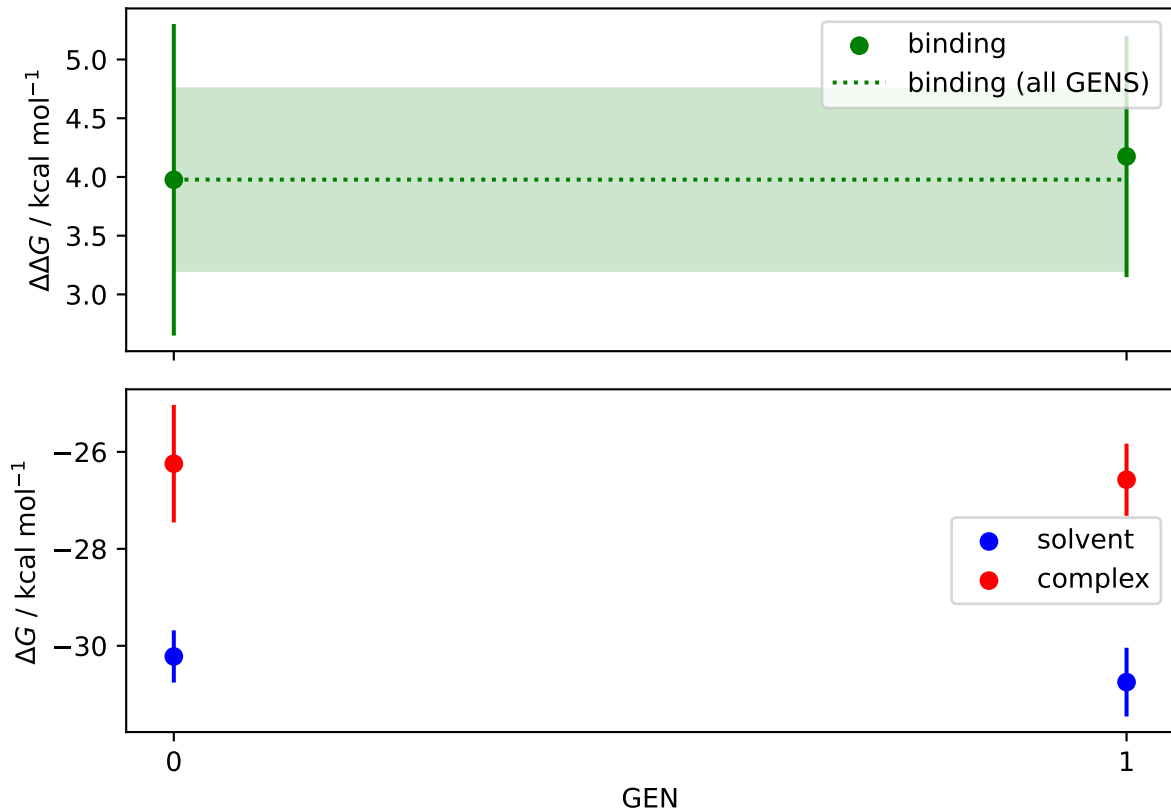 ΔΔG / kcal mol⁻¹
5.0
4.5
4.0
3.5
3.0
binding
binding (all GENS)
ΔG / kcal mol⁻¹
−26
−28
−30
solvent
complex
0
1
GEN